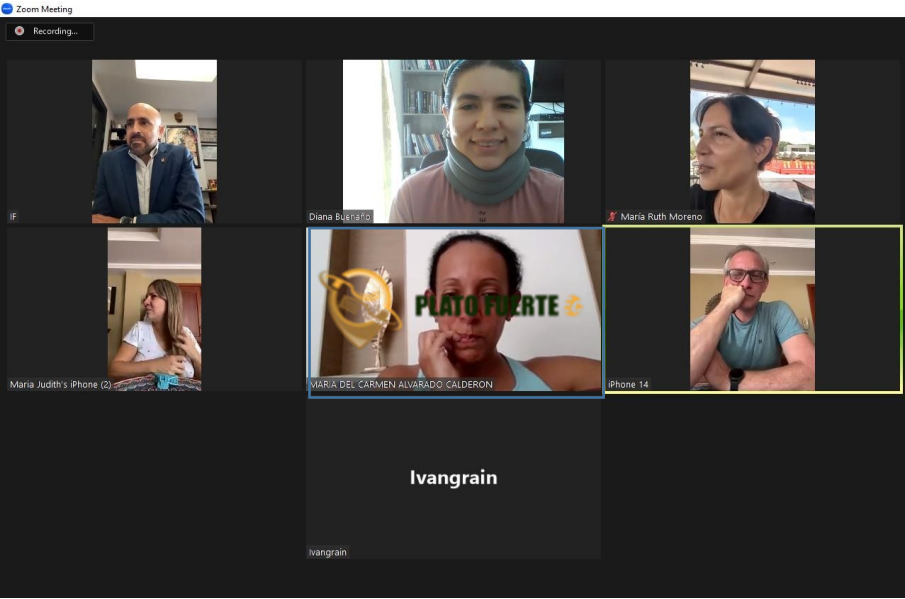 Zoom Meeting
Recording...
IF
Diana Buenaño
María Ruth Moreno
Maria Judith's iPhone (2)
PLATO FUERTE
MARIA DEL CARMEN ALVARADO CALDERON
iPhone 14
Ivangrain
Ivangrain